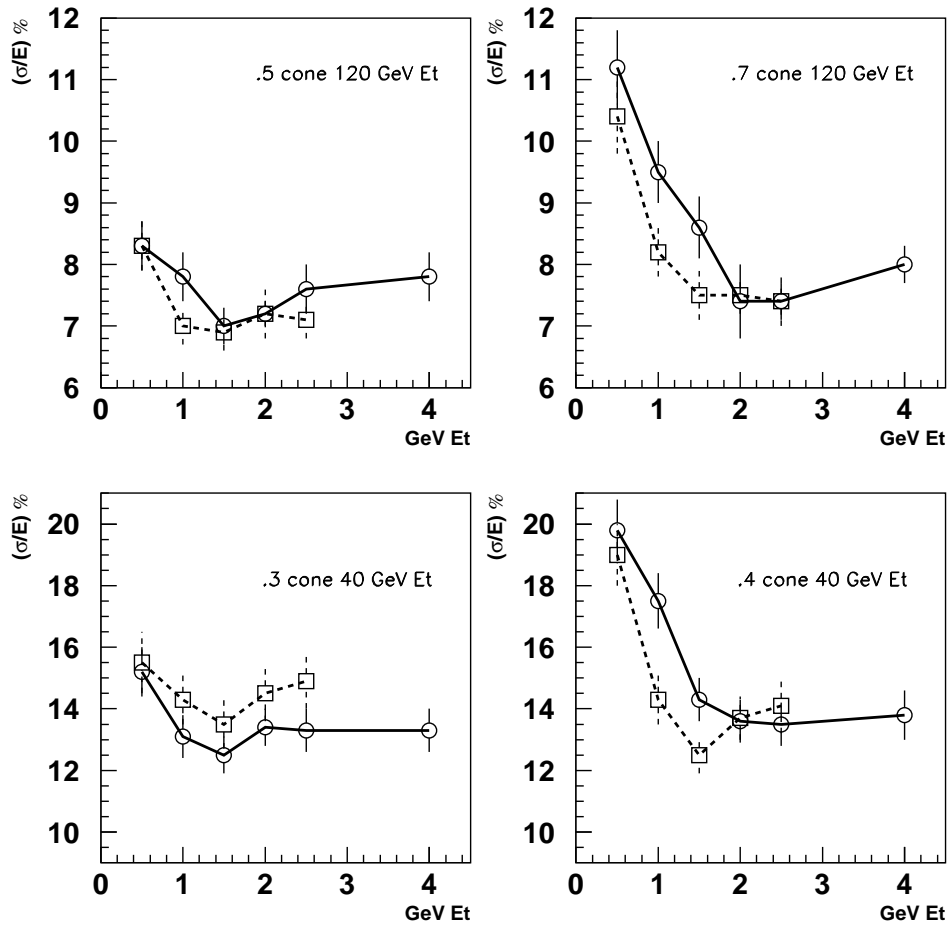 (σ/E) %
12
11
10
9
8
7
6
.5 cone 120 GeV Et
0 1 2 3 4
GeV Et
(σ/E) %
12
11
10
9
8
7
6
.7 cone 120 GeV Et
0 1 2 3 4
GeV Et
(σ/E) %
20
18
16
14
12
10
.3 cone 40 GeV Et
0 1 2 3 4
GeV Et
(σ/E) %
20
18
16
14
12
10
.4 cone 40 GeV Et
0 1 2 3 4
GeV Et